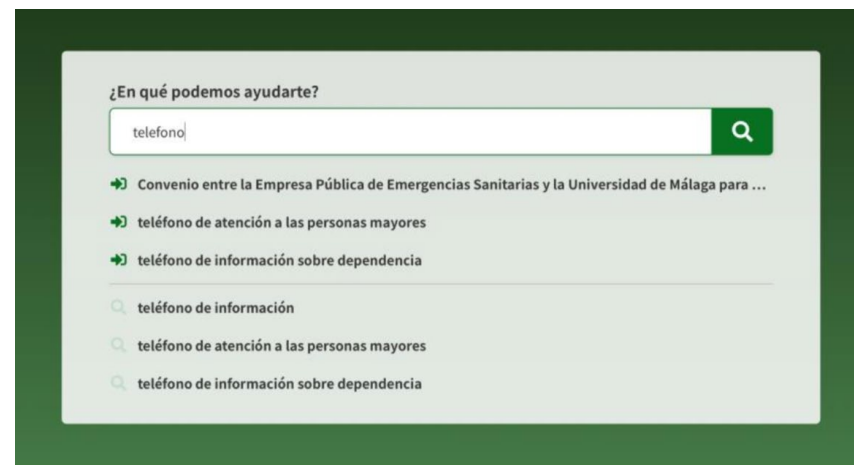 ¿En qué podemos ayudarte?
telefono
Convenio entre la Empresa Pública de Emergencias Sanitarias y la Universidad de Málaga para ...
teléfono de atención a las personas mayores
teléfono de información sobre dependencia
teléfono de información
teléfono de atención a las personas mayores
teléfono de información sobre dependencia